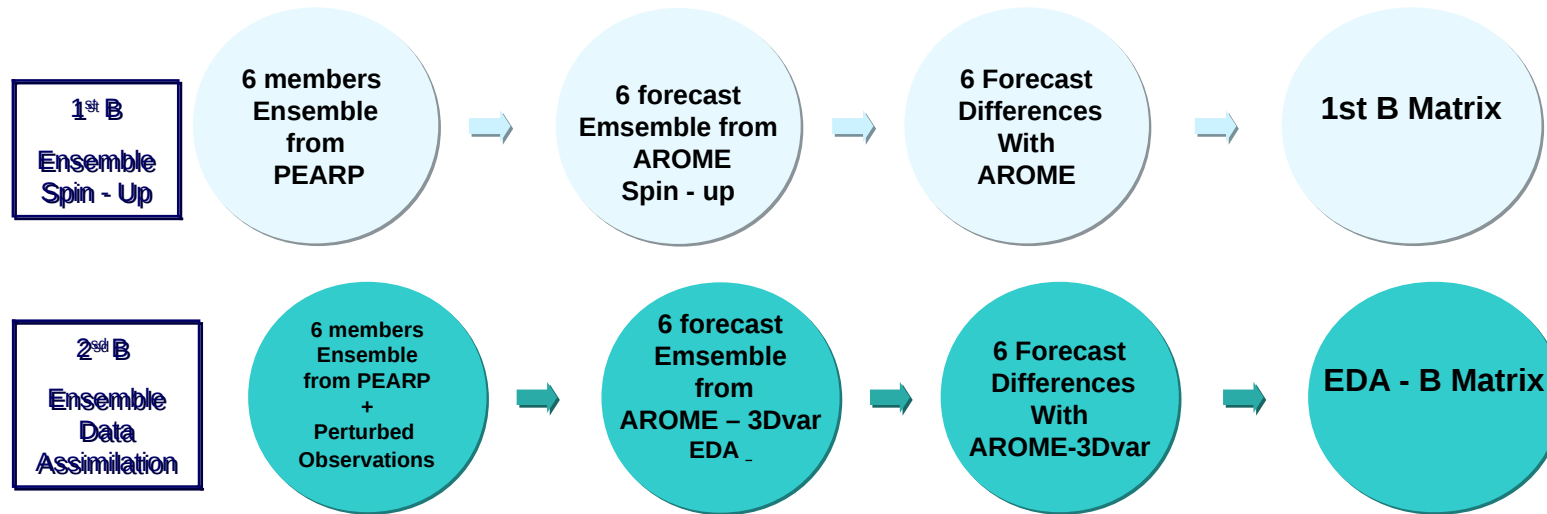 1st B
Ensemble
Spin - Up
6 members
Ensemble
from
PEARP
6 forecast
Emsemble from
AROME
Spin - up
6 Forecast
Differences
With
AROME
1st B Matrix
2sd B
Ensemble
Data
Assimilation
6 members
Ensemble
from PEARP
+
Perturbed
Observations
6 forecast
Emsemble
from
AROME – 3Dvar
EDA _
6 Forecast
Differences
With
AROME-3Dvar
EDA - B Matrix